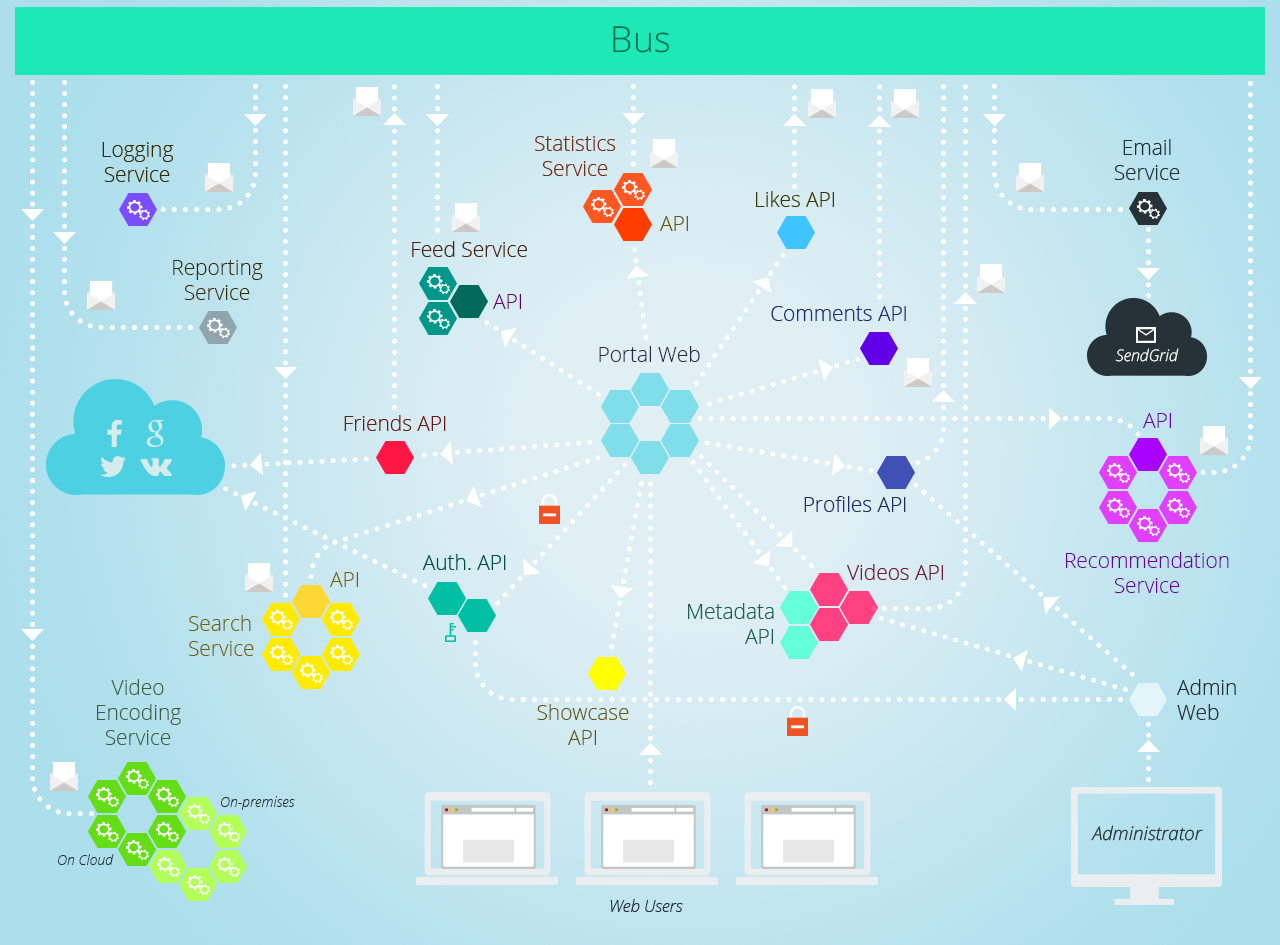 Bus
Logging
Service
Statistics
Service
API
Email
Service
Likes API
Feed Service
API
Reporting
Service
Comments API
Portal Web
SendGrid
Friends API
API
Profiles API
Recommendation
Service
Auth. API
API
Search
Service
Videos API
Metadata
API
Showcase
API
Admin
Web
Video
Encoding
Service
On-premises
On Cloud
Administrator
Web Users